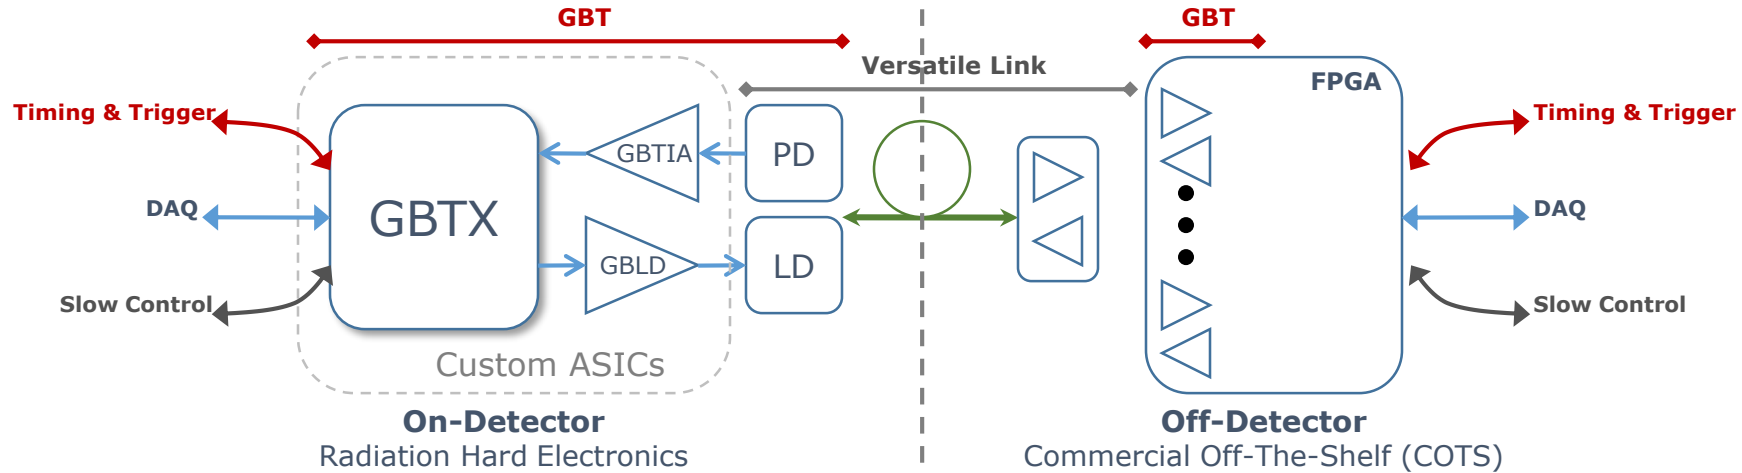 GBT
GBT
Versatile Link
FPGA
Timing & Trigger
Timing & Trigger
GBTIA
PD
DAQ
GBTX
DAQ
GBLD
LD
Slow Control
Slow Control
Custom ASICs
On-Detector
Off-Detector
Radiation Hard Electronics
Commercial Off-The-Shelf (COTS)